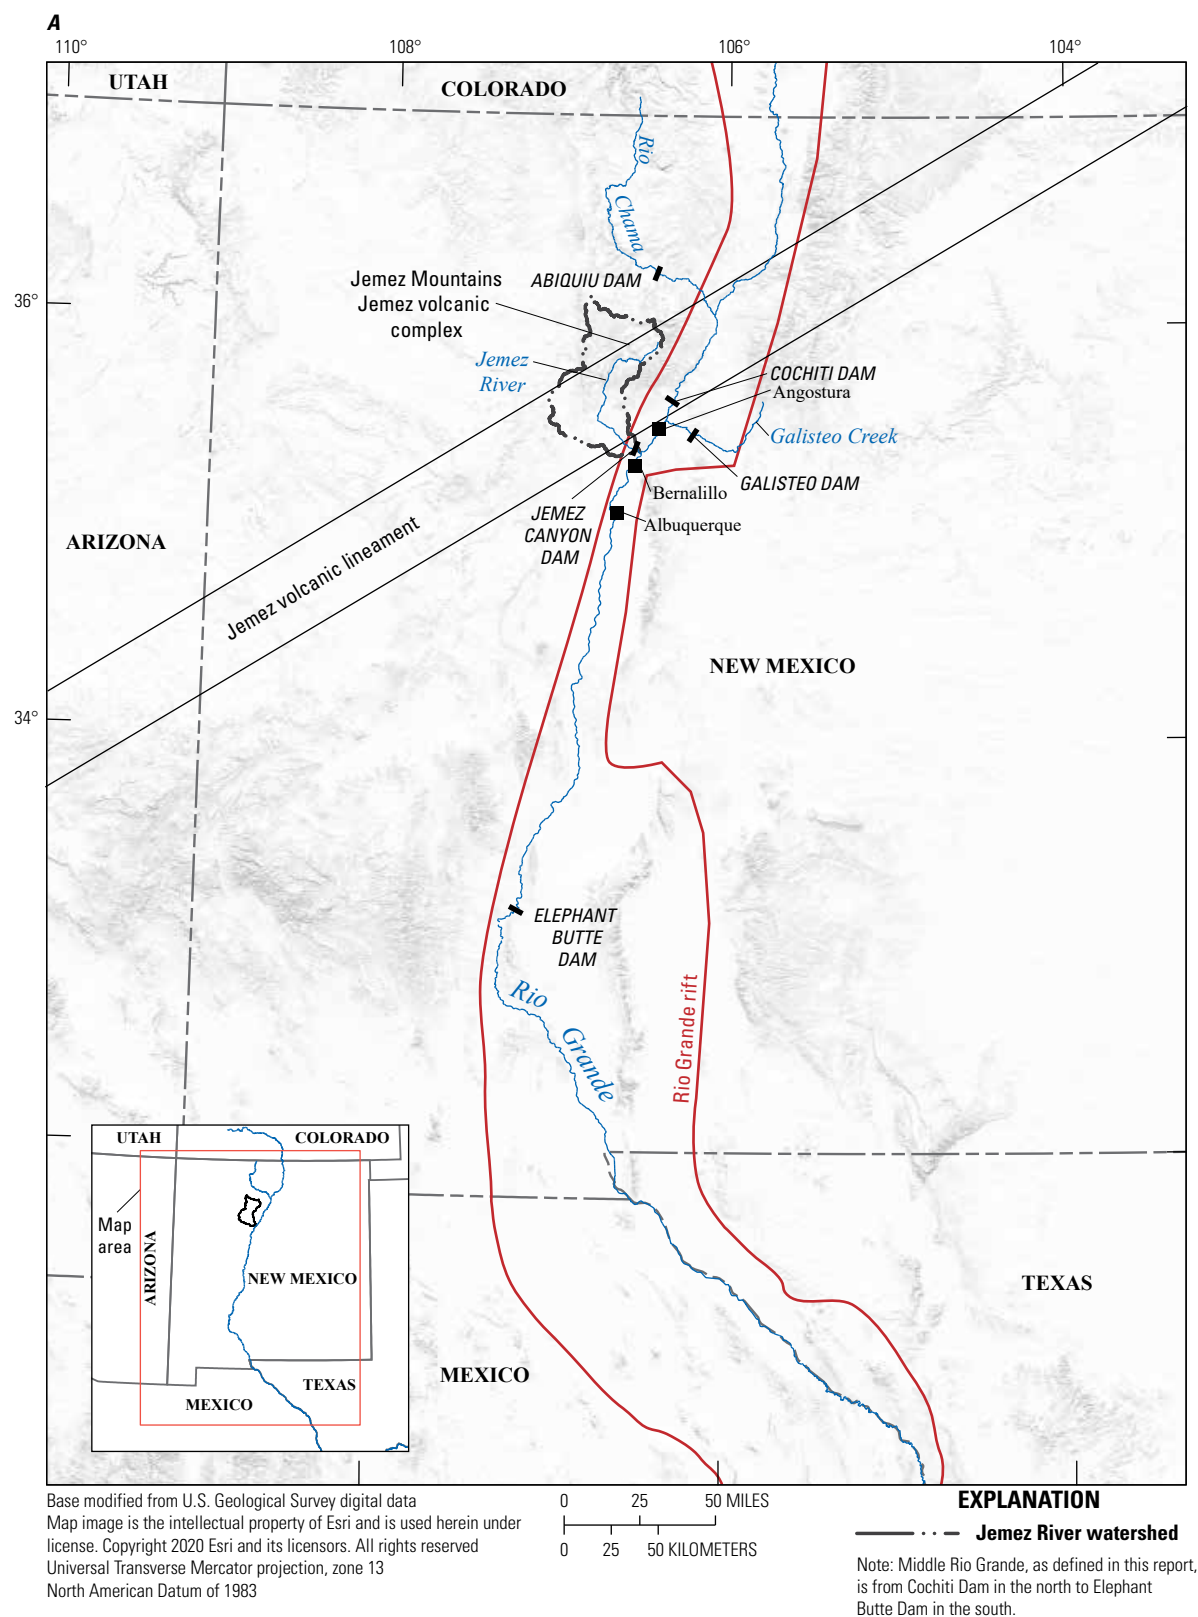 A
110°
108°
106°
104°
UTAH
COLORADO
Rio
Chama
36°
Jemez Mountains
Jemez volcanic
complex
ABIQUIU DAM
Jemez
River
COCHITI DAM
Angostura
Galisteo Creek
GALISTEO DAM
Bernalillo
JEMEZ
CANYON
DAM
Albuquerque
ARIZONA
Jemez volcanic lineament
NEW MEXICO
34°
ELEPHANT
BUTTE
DAM
Rio
Grande
Rio Grande rift
UTAH
COLORADO
Map
area
ARIZONA
NEW MEXICO
TEXAS
MEXICO
TEXAS
MEXICO
Base modified from U.S. Geological Survey digital data
Map image is the intellectual property of Esri and is used herein under
license. Copyright 2020 Esri and its licensors. All rights reserved
Universal Transverse Mercator projection, zone 13
North American Datum of 1983
0 25 50 MILES
0 25 50 KILOMETERS
EXPLANATION
Jemez River watershed
Note: Middle Rio Grande, as defined in this report,
is from Cochiti Dam in the north to Elephant
Butte Dam in the south.